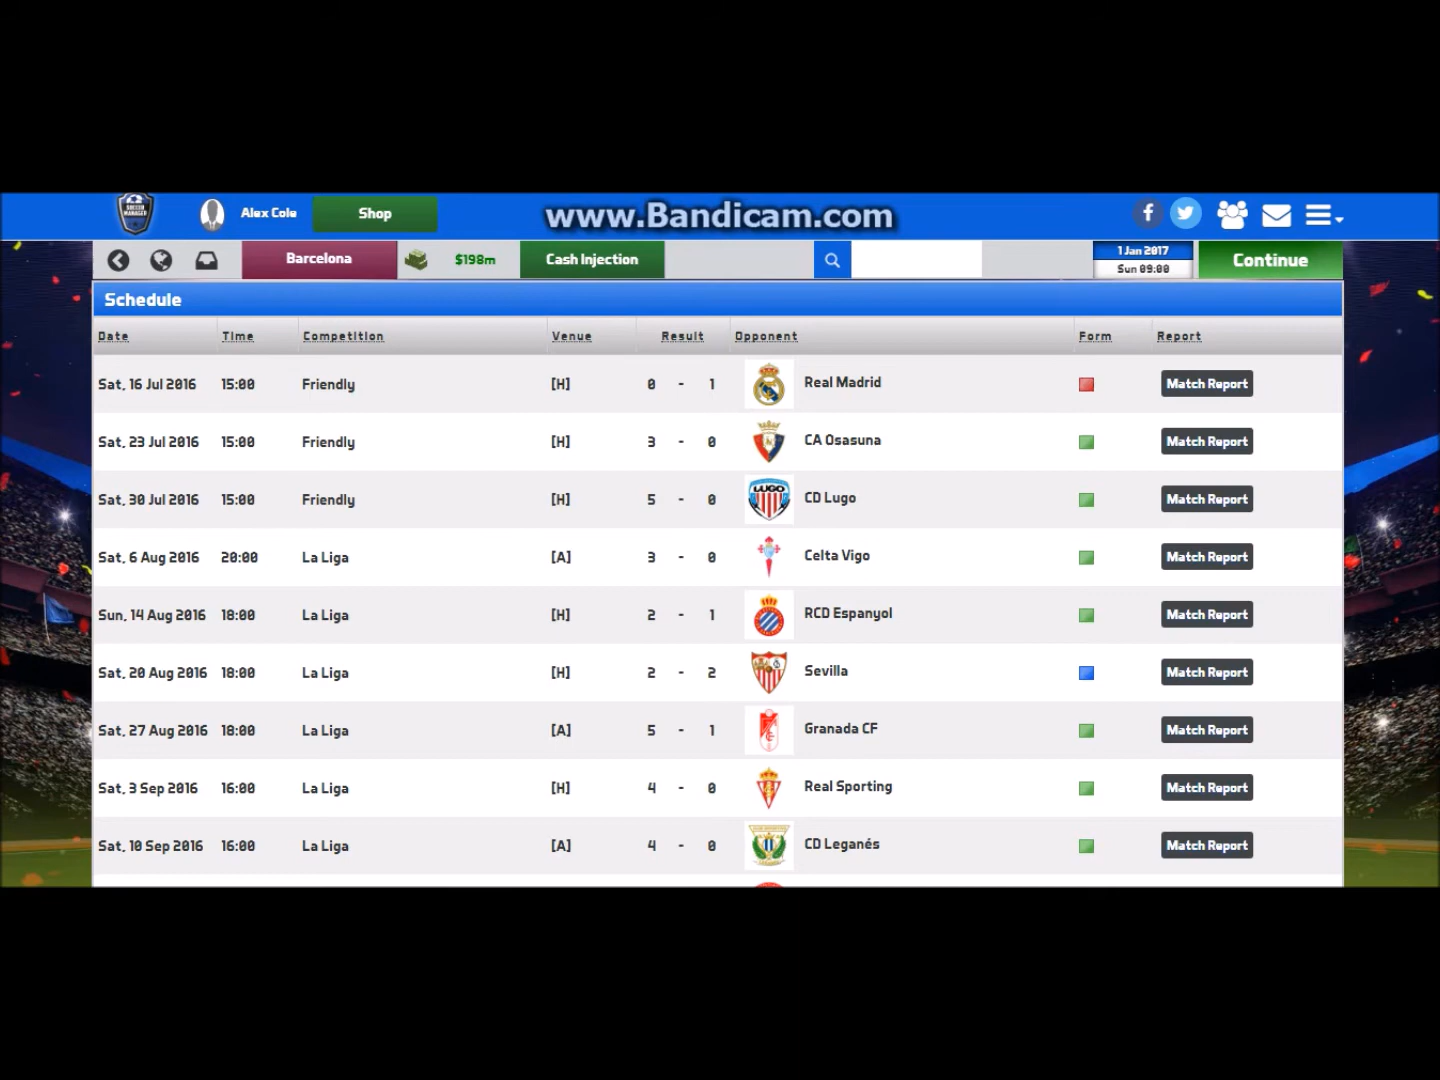 SOCCER MANAGER
Alex Cole
Shop
www.Bandicam.com
Barcelona
$198m
Cash Injection
1 Jan 2017
Sun 09:00
Continue
Schedule
Date Time Competition Venue Result Opponent Form Report
Sat, 16 Jul 2016 15:00 Friendly [H] 0 - 1 Real Madrid Match Report
Sat, 23 Jul 2016 15:00 Friendly [H] 3 - 0 CA Osasuna Match Report
Sat, 30 Jul 2016 15:00 Friendly [H] 5 - 0 LUGO CD Lugo Match Report
Sat, 6 Aug 2016 20:00 La Liga [A] 3 - 0 Celta Vigo Match Report
Sun, 14 Aug 2016 18:00 La Liga [H] 2 - 1 RCD Espanyol Match Report
Sat, 20 Aug 2016 18:00 La Liga [H] 2 - 2 Sevilla Match Report
Sat, 27 Aug 2016 18:00 La Liga [A] 5 - 1 Granada CF Match Report
Sat, 3 Sep 2016 16:00 La Liga [H] 4 - 0 Real Sporting Match Report
Sat, 10 Sep 2016 16:00 La Liga [A] 4 - 0 CD Leganés Match Report